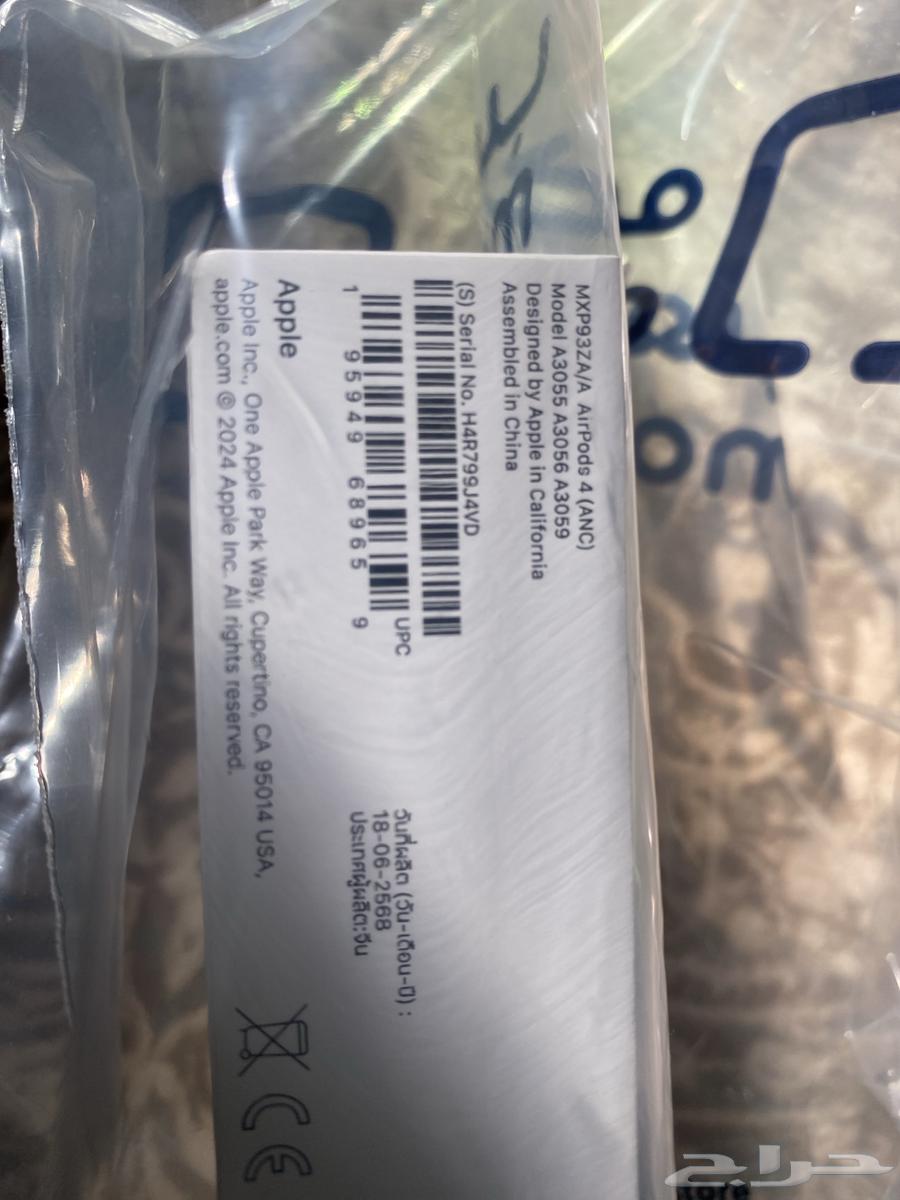 MXP93ZA/A AirPods 4 (ANC)
Model A3055 A3056 A3059
Designed by Apple in California
Assembled in China
(S) Serial No. H4R799J4VD
UPC
1 95949 68965 9
วันที่ผลิต (วัน-เดือน-ปี) :
18-06-2568
ประเทศผู้ผลิต:จีน
Apple
Apple Inc., One Apple Park Way, Cupertino, CA 95014 USA,
apple.com © 2024 Apple Inc. All rights reserved.
CE
حراج